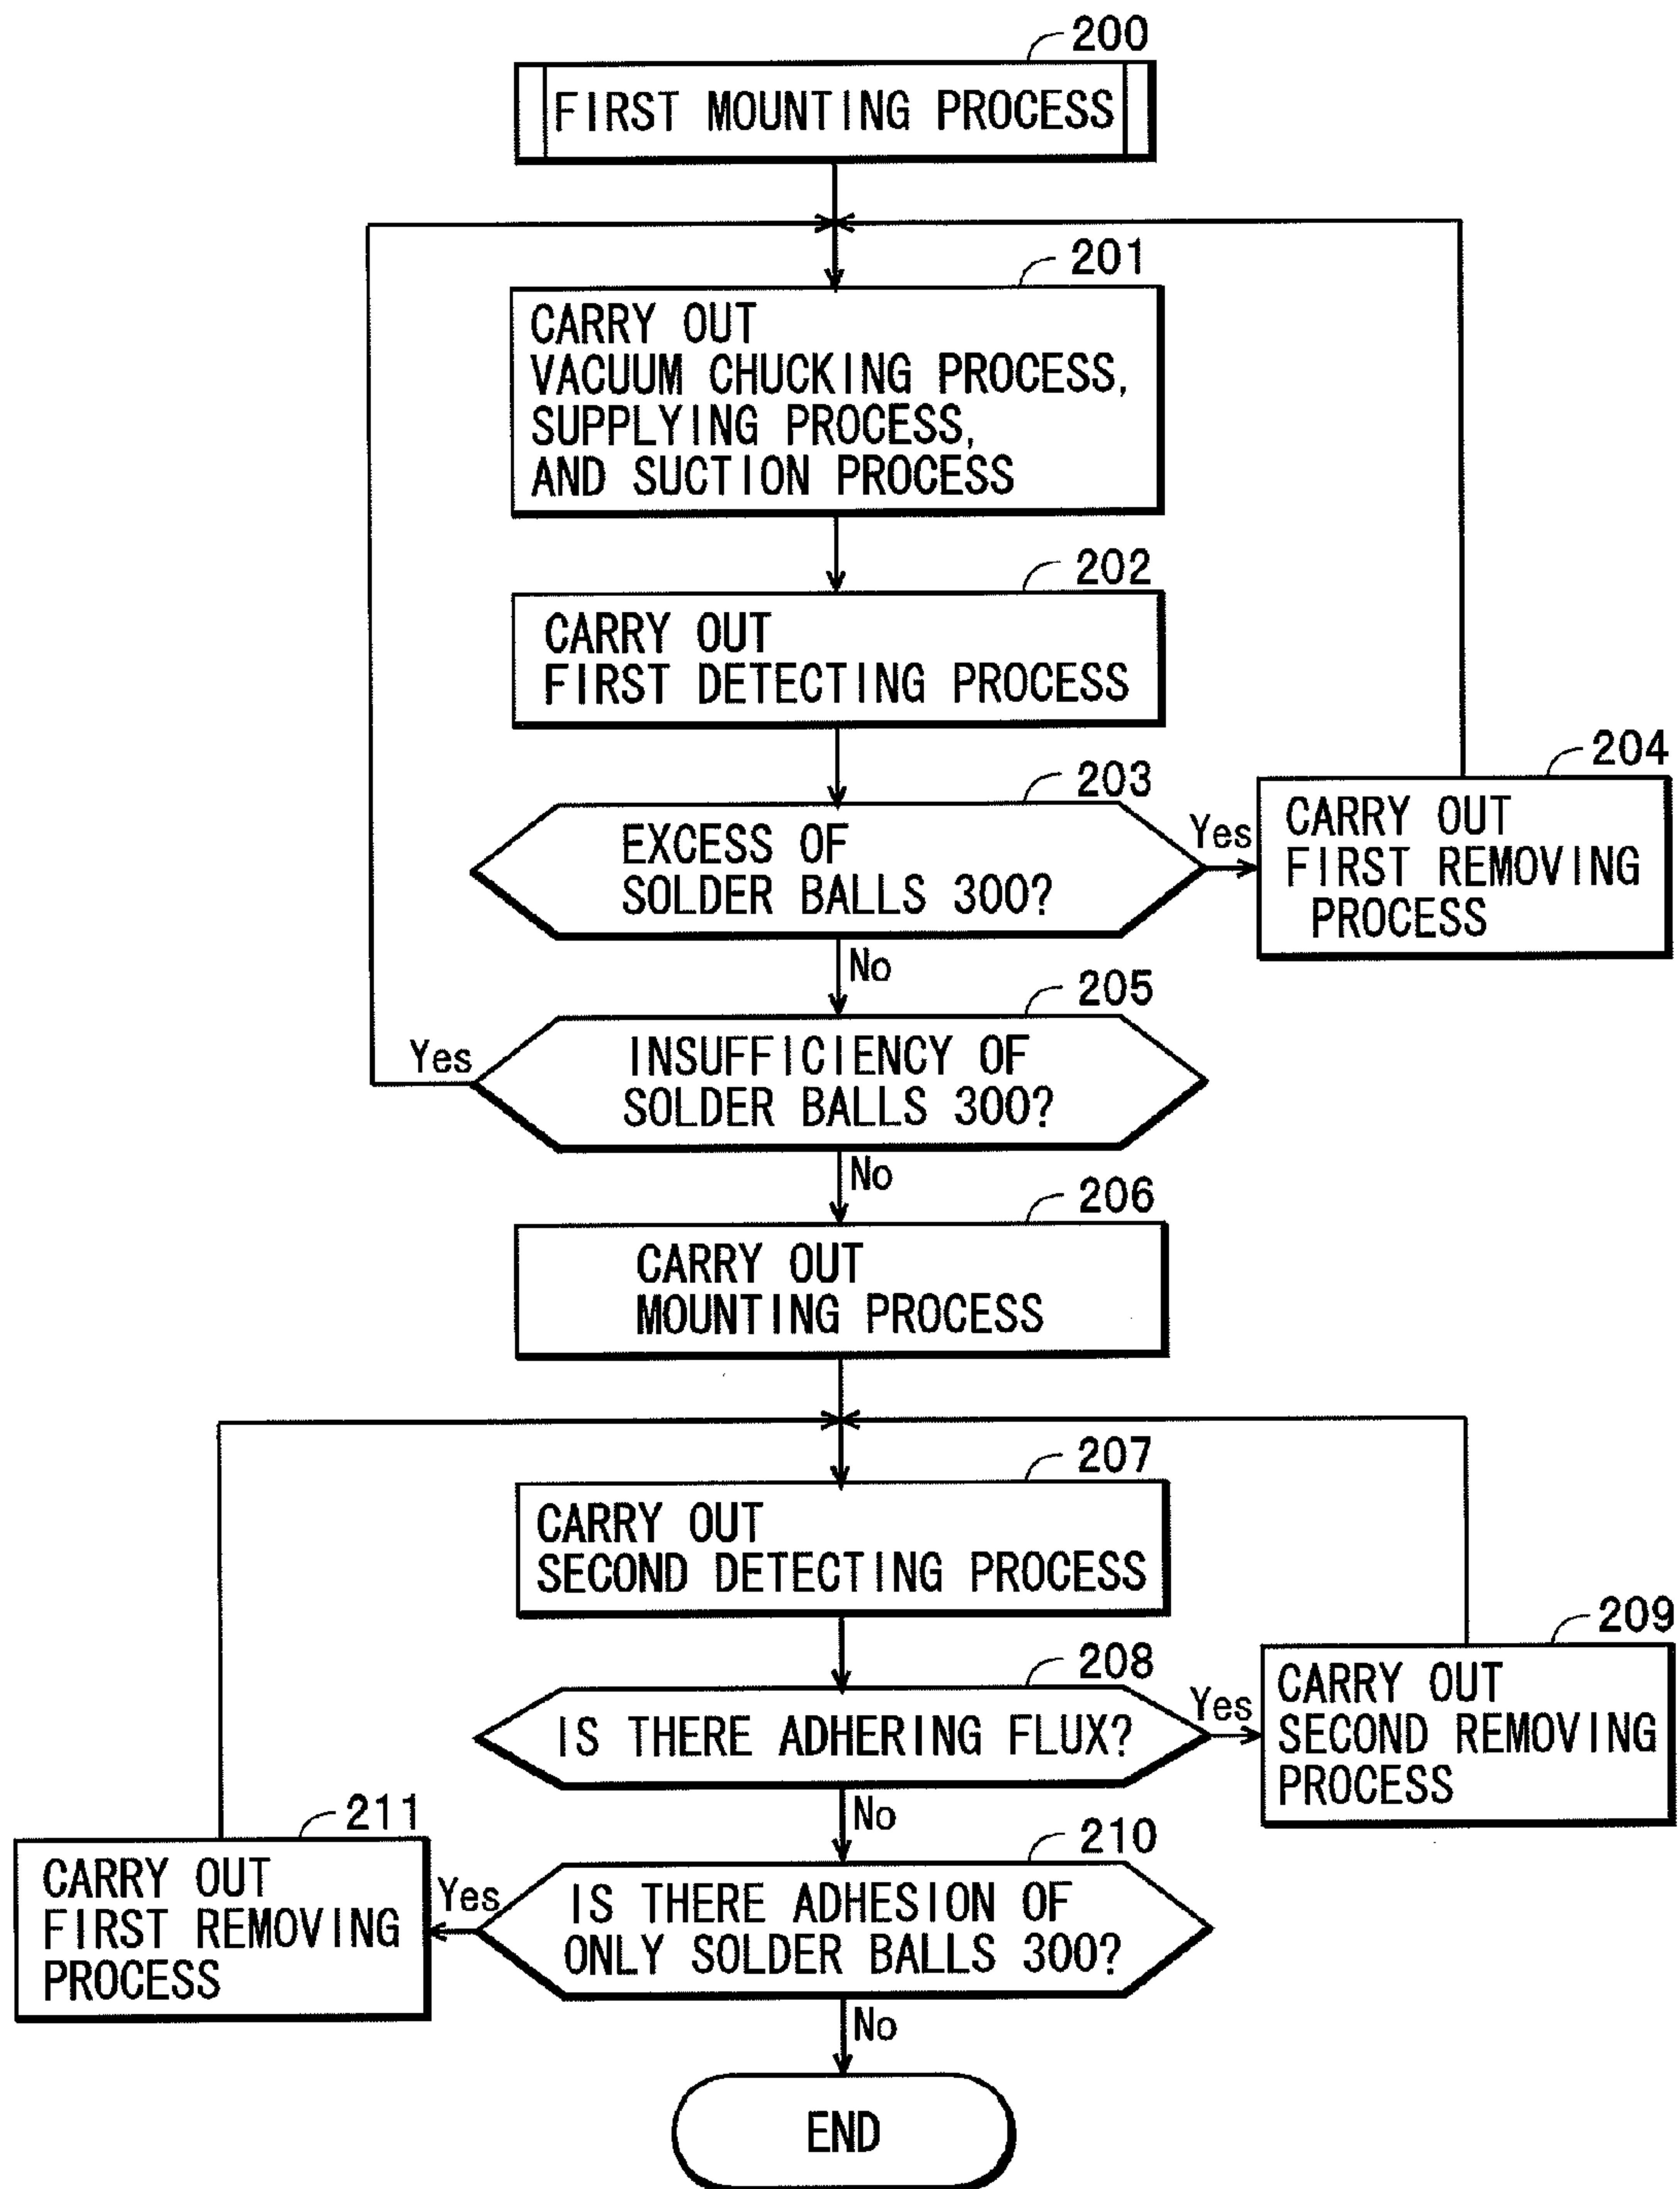 200
FIRST MOUNTING PROCESS
201
CARRY OUT
VACUUM CHUCKING PROCESS,
SUPPLYING PROCESS,
AND SUCTION PROCESS
202
CARRY OUT
FIRST DETECTING PROCESS
203
EXCESS OF
SOLDER BALLS 300?
Yes
204
CARRY OUT
FIRST REMOVING
PROCESS
No
205
INSUFFICIENCY OF
SOLDER BALLS 300?
Yes
No
206
CARRY OUT
MOUNTING PROCESS
207
CARRY OUT
SECOND DETECTING PROCESS
208
IS THERE ADHERING FLUX?
Yes
209
CARRY OUT
SECOND REMOVING
PROCESS
No
210
IS THERE ADHESION OF
ONLY SOLDER BALLS 300?
Yes
211
CARRY OUT
FIRST REMOVING
PROCESS
No
END